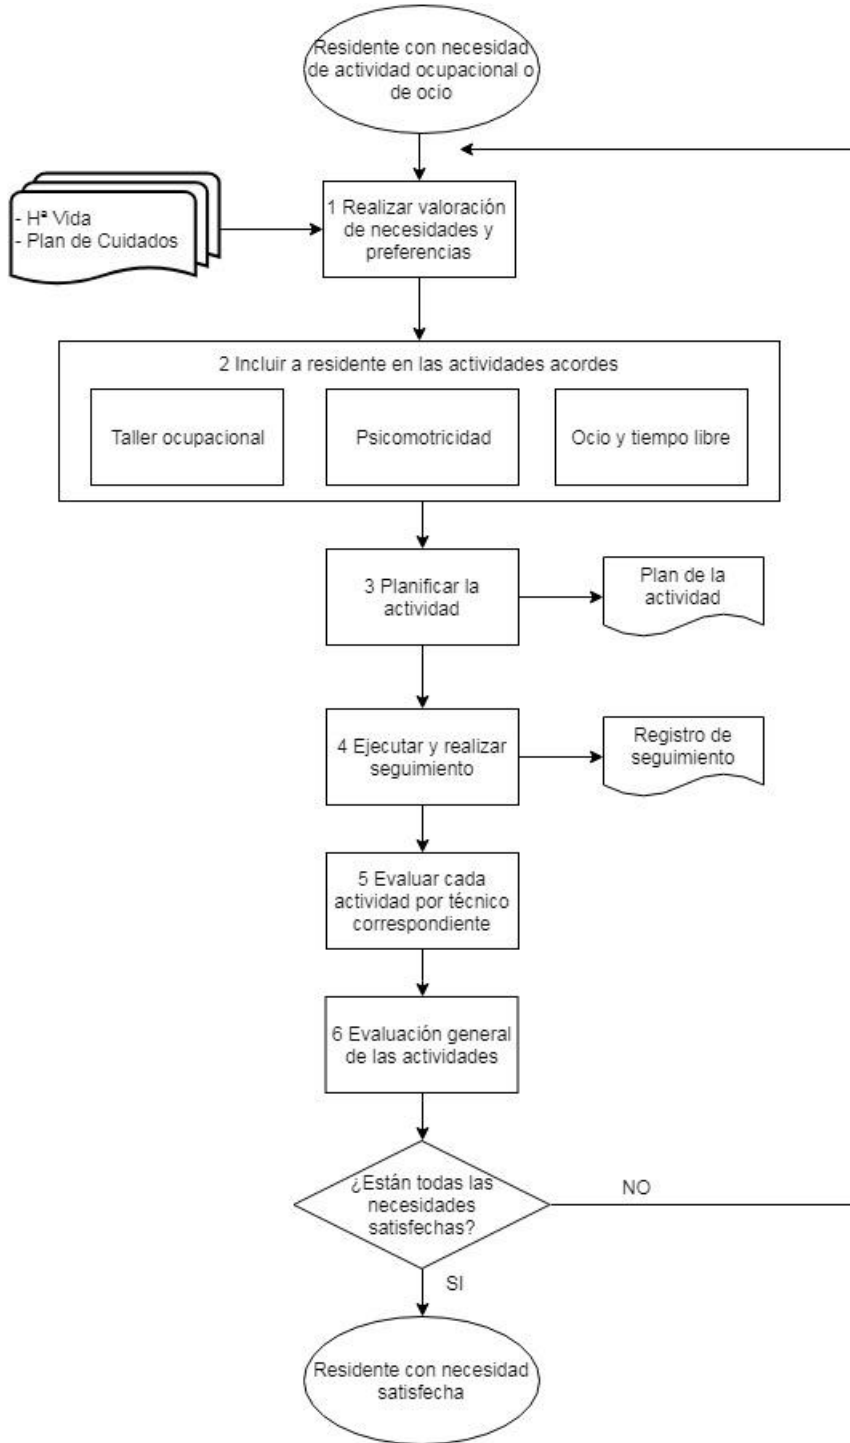 Residente con necesidad
de actividad ocupacional o
de ocio
- Hª Vida
- Plan de Cuidados
1 Realizar valoración
de necesidades y
preferencias
2 Incluir a residente en las actividades acordes
Taller ocupacional
Psicomotricidad
Ocio y tiempo libre
3 Planificar la
actividad
Plan de la
actividad
4 Ejecutar y realizar
seguimiento
Registro de
seguimiento
5 Evaluar cada
actividad por técnico
correspondiente
6 Evaluación general
de las actividades
¿Están todas las
necesidades
satisfechas?
NO
SI
Residente con necesidad
satisfecha